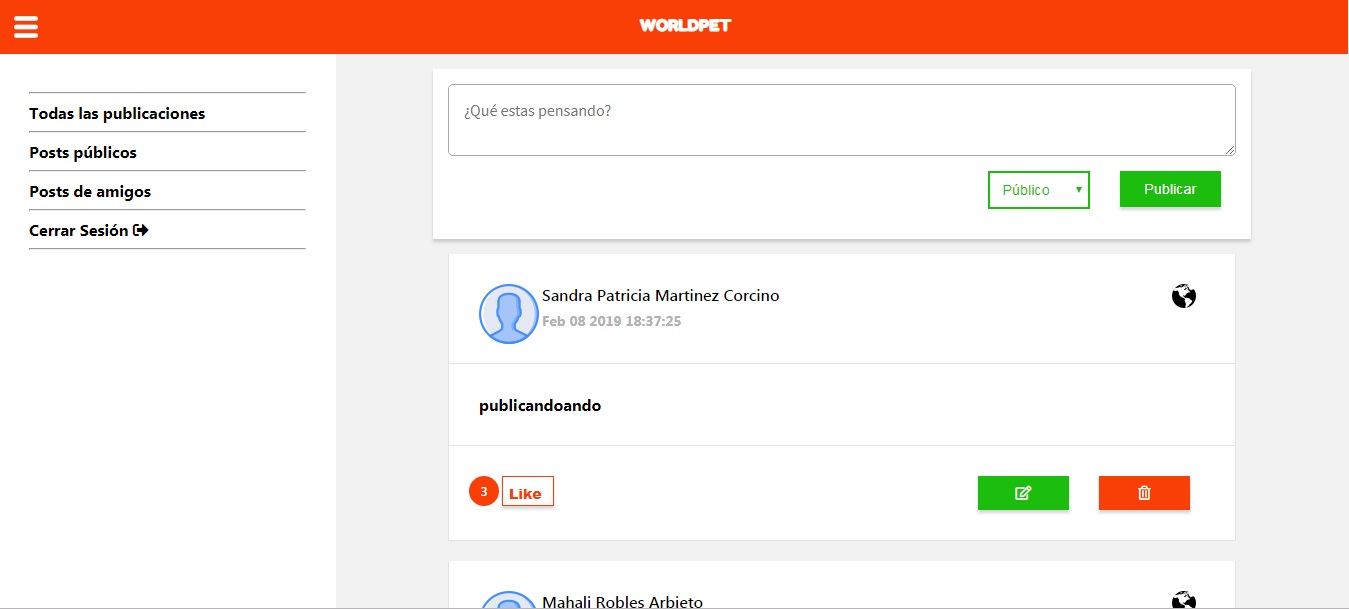 WORLDPET
Todas las publicaciones
Posts públicos
Posts de amigos
Cerrar Sesión
¿Qué estas pensando?
Público
Publicar
Sandra Patricia Martinez Corcino
Feb 08 2019 18:37:25
publicandoando
3
Like
Mahali Robles Arbieto